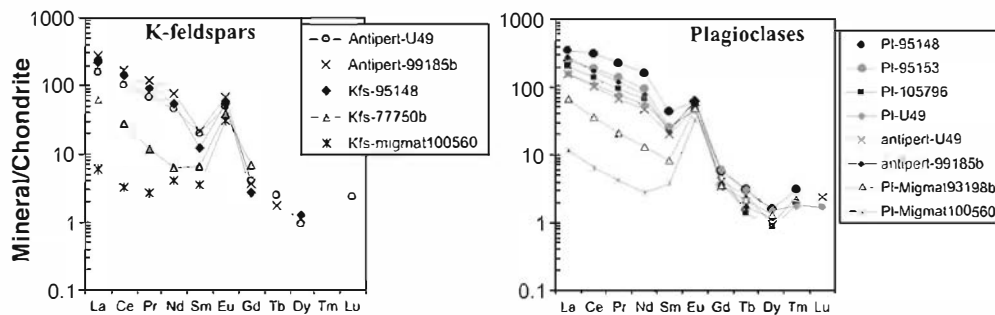 Mineral/Chondrite
1000
100
10
1
0.1
K-feldspars
La Ce Pr Nd Sm Eu Gd Tb Dy Tm Lu
Antipert-U49
Antipert-99185b
Kfs-95148
Kfs-77750b
Kfs-migmat100560
1000
100
10
1
0.1
Plagioclases
La Ce Pr Nd Sm Eu Gd Tb Dy Tm Lu
Pl-95148
Pl-95153
Pl-105796
Pl-U49
antipert-U49
antipert-99185b
Pl-Migmat93198b
Pl-Migmat100560